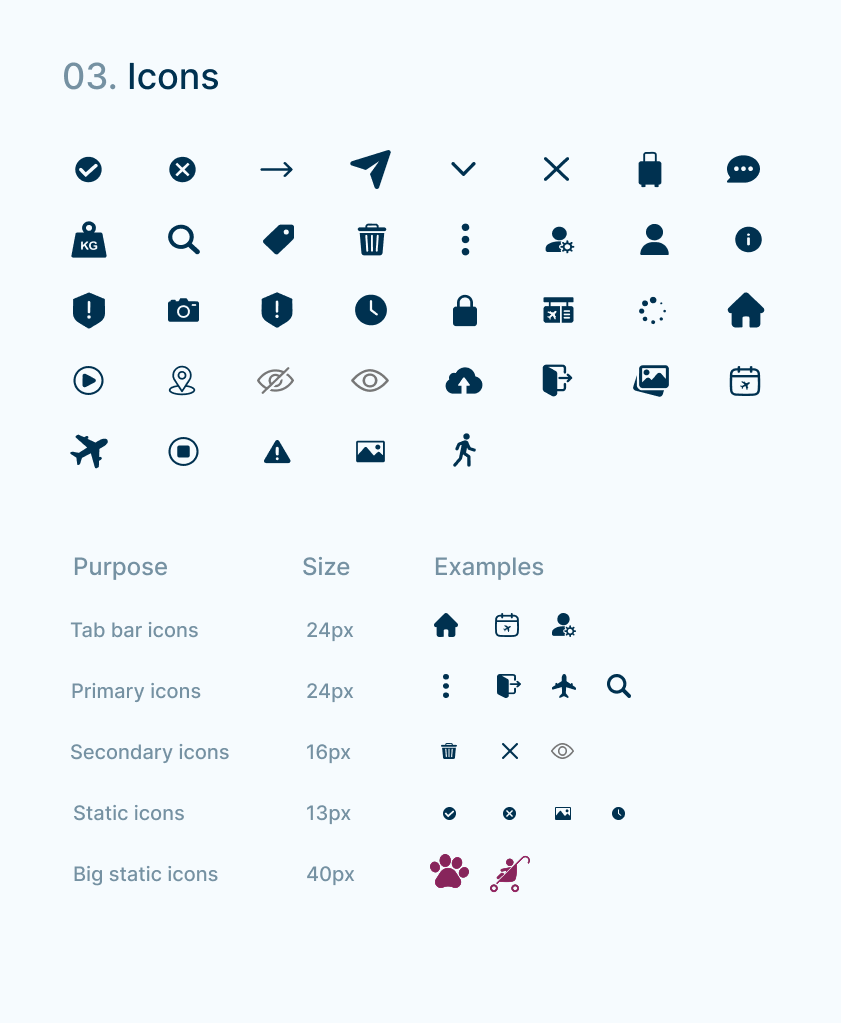 03. Icons
KG
Purpose Size Examples
Tab bar icons 24px
Primary icons 24px
Secondary icons 16px
Static icons 13px
Big static icons 40px